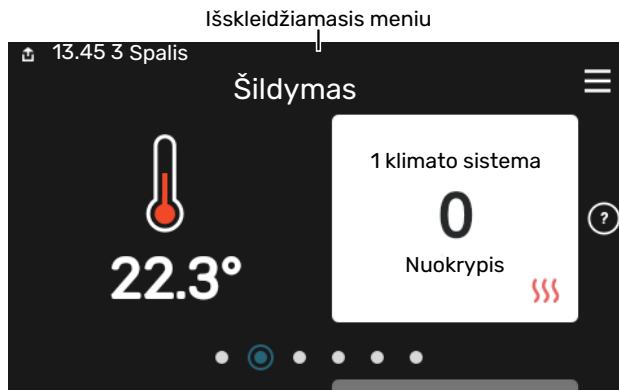 Išskleidžiamasis meniu
13.45 3 Spalis
Šildymas
1 klimato sistema
0
Nuokrypis
22.3°
?